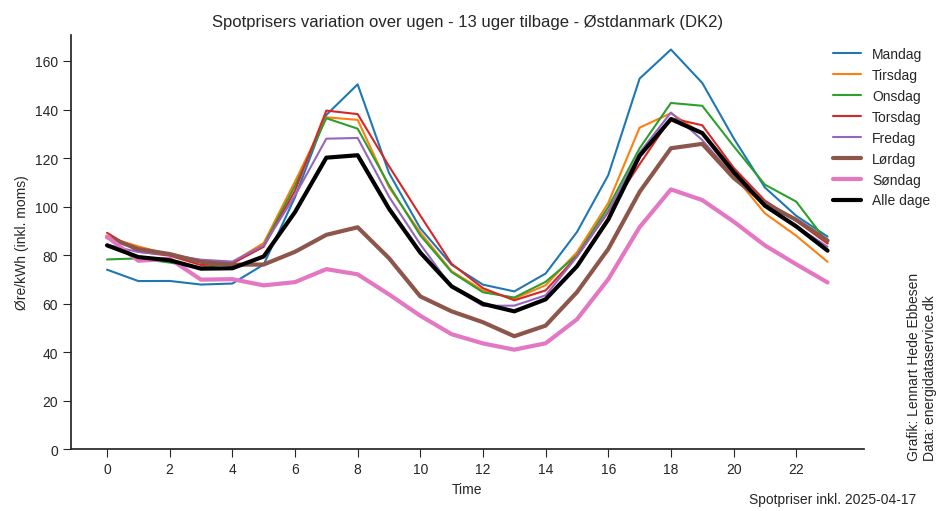 Spotprisers variation over ugen - 13 uger tilbage - Østdanmark (DK2)
Øre/kWh (inkl. moms)
160
140
120
100
80
60
40
20
0
0 2 4 6 8 10 12 14 16 18 20 22
Time
Mandag
Tirsdag
Onsdag
Torsdag
Fredag
Lørdag
Søndag
Alle dage
Grafik: Lennart Hede Ebbesen
Data: energidataservice.dk
Spotpriser inkl. 2025-04-17